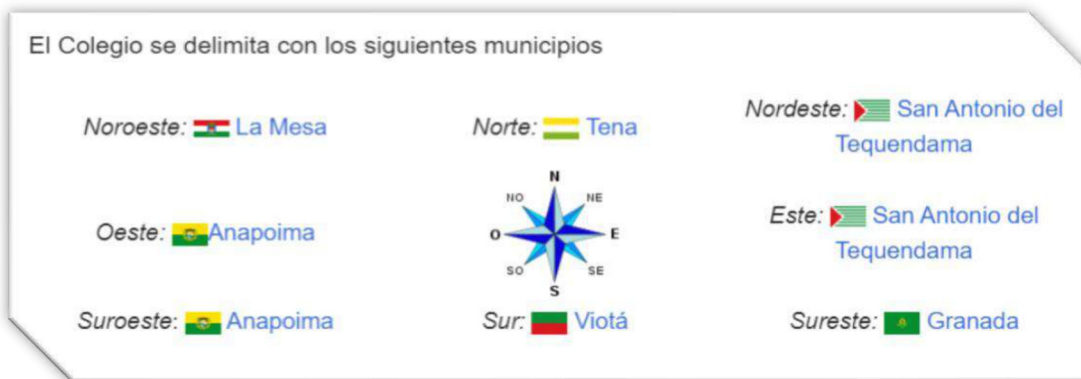 El Colegio se delimita con los siguientes municipios
Noroeste: La Mesa
Norte: Tena
Nordeste: San Antonio del
Tequendama
N
NO
NE
Oeste: Anapoima
O
E
Este: San Antonio del
Tequendama
SO
SE
S
Suroeste: Anapoima
Sur: Viotá
Sureste: Granada